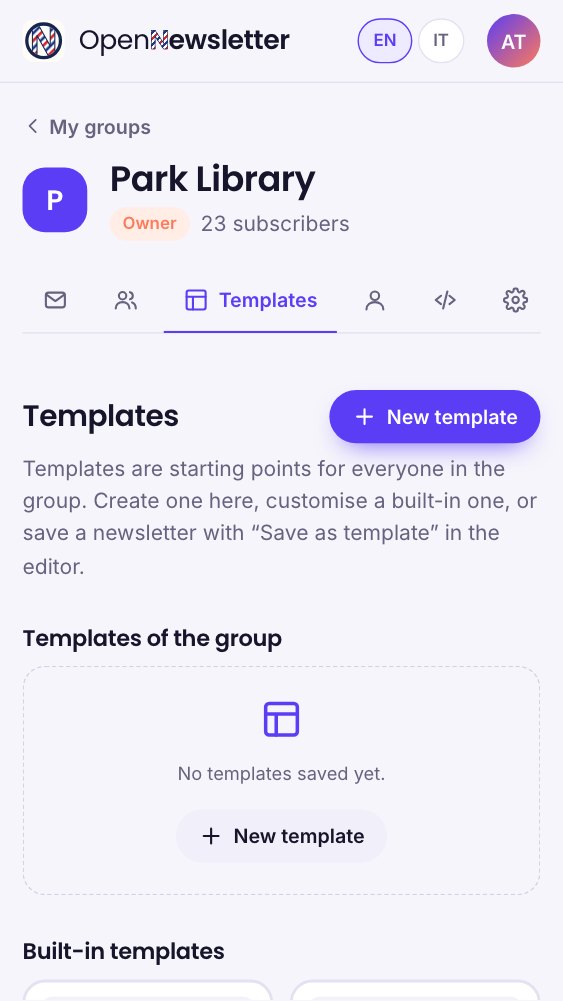 OpenNewsletter
EN
IT
AT
My groups
P
Park Library
Owner
23 subscribers
Templates
Templates
New template
Templates are starting points for everyone in the
group. Create one here, customise a built-in one, or
save a newsletter with “Save as template” in the
editor.
Templates of the group
No templates saved yet.
New template
Built-in templates